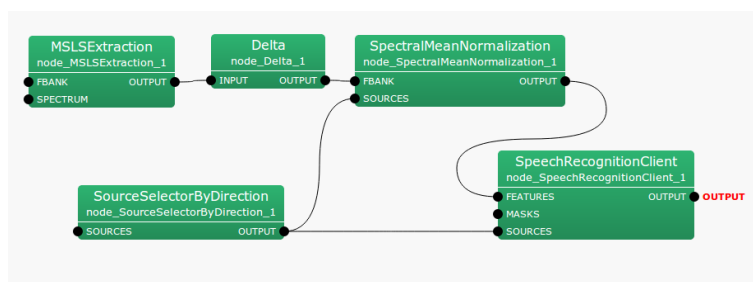 MSLSExtraction
node_MSLSExtraction_1
FBANK OUTPUT
SPECTRUM
Delta
node_Delta_1
INPUT OUTPUT
SpectralMeanNormalization
node_SpectralMeanNormalization_1
FBANK OUTPUT
SOURCES
SourceSelectorByDirection
node_SourceSelectorByDirection_1
SOURCES OUTPUT
SpeechRecognitionClient
node_SpeechRecognitionClient_1
FEATURES OUTPUT OUTPUT
MASKS
SOURCES